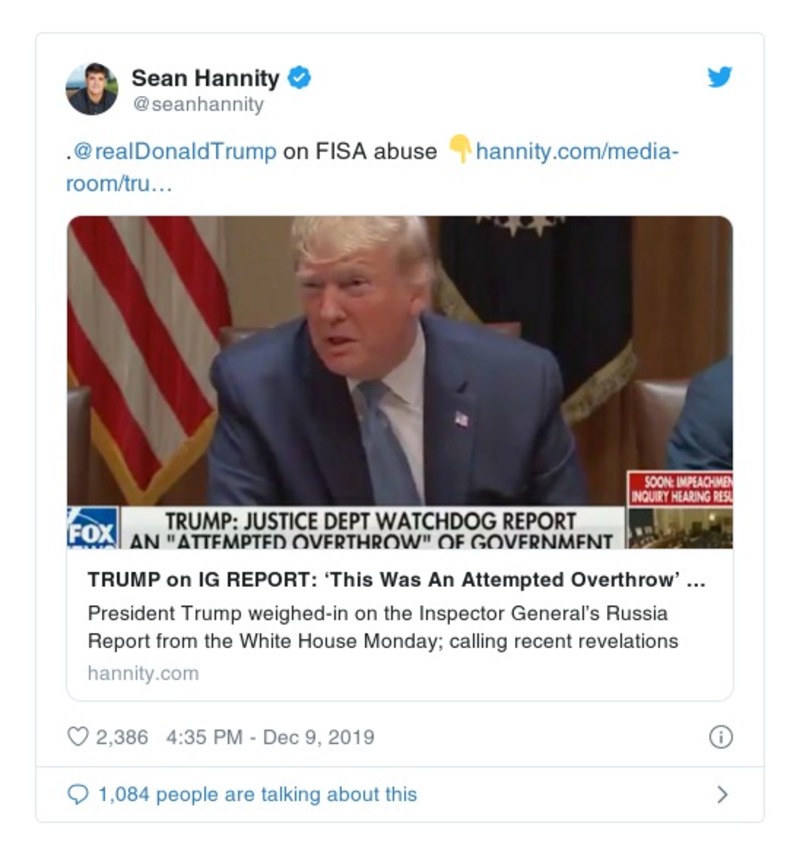 Sean Hannity
@seanhannity
.@realDonaldTrump on FISA abuse 👇hannity.com/media-
room/tru…
SOON: IMPEACHMEN
INQUIRY HEARING RESU
FOX
NEWS
TRUMP: JUSTICE DEPT WATCHDOG REPORT
AN "ATTEMPTED OVERTHROW" OF GOVERNMENT
TRUMP on IG REPORT: ‘This Was An Attempted Overthrow’ ...
President Trump weighed-in on the Inspector General’s Russia
Report from the White House Monday; calling recent revelations
hannity.com
2,386 4:35 PM - Dec 9, 2019
1,084 people are talking about this